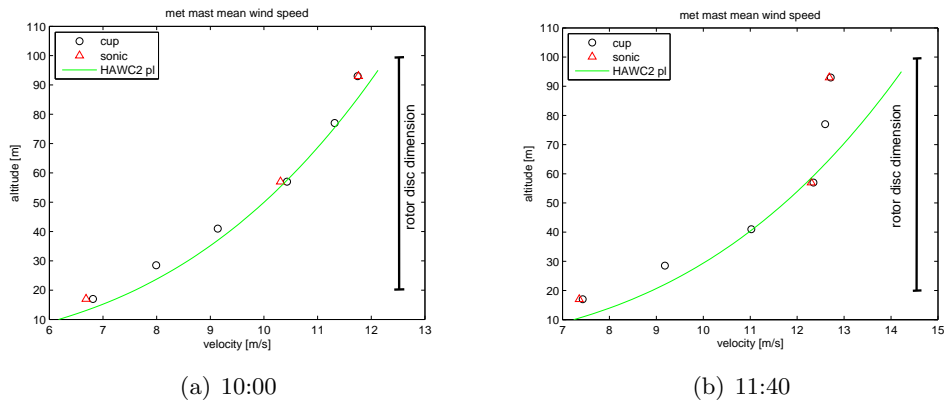 met mast mean wind speed
110
100
90
80
70
60
50
40
30
20
10
altitude [m]
cup
sonic
HAWC2 pl
rotor disc dimension
6 7 8 9 10 11 12 13
velocity [m/s]
(a) 10:00
met mast mean wind speed
110
100
90
80
70
60
50
40
30
20
10
altitude [m]
cup
sonic
HAWC2 pl
rotor disc dimension
7 8 9 10 11 12 13 14 15
velocity [m/s]
(b) 11:40